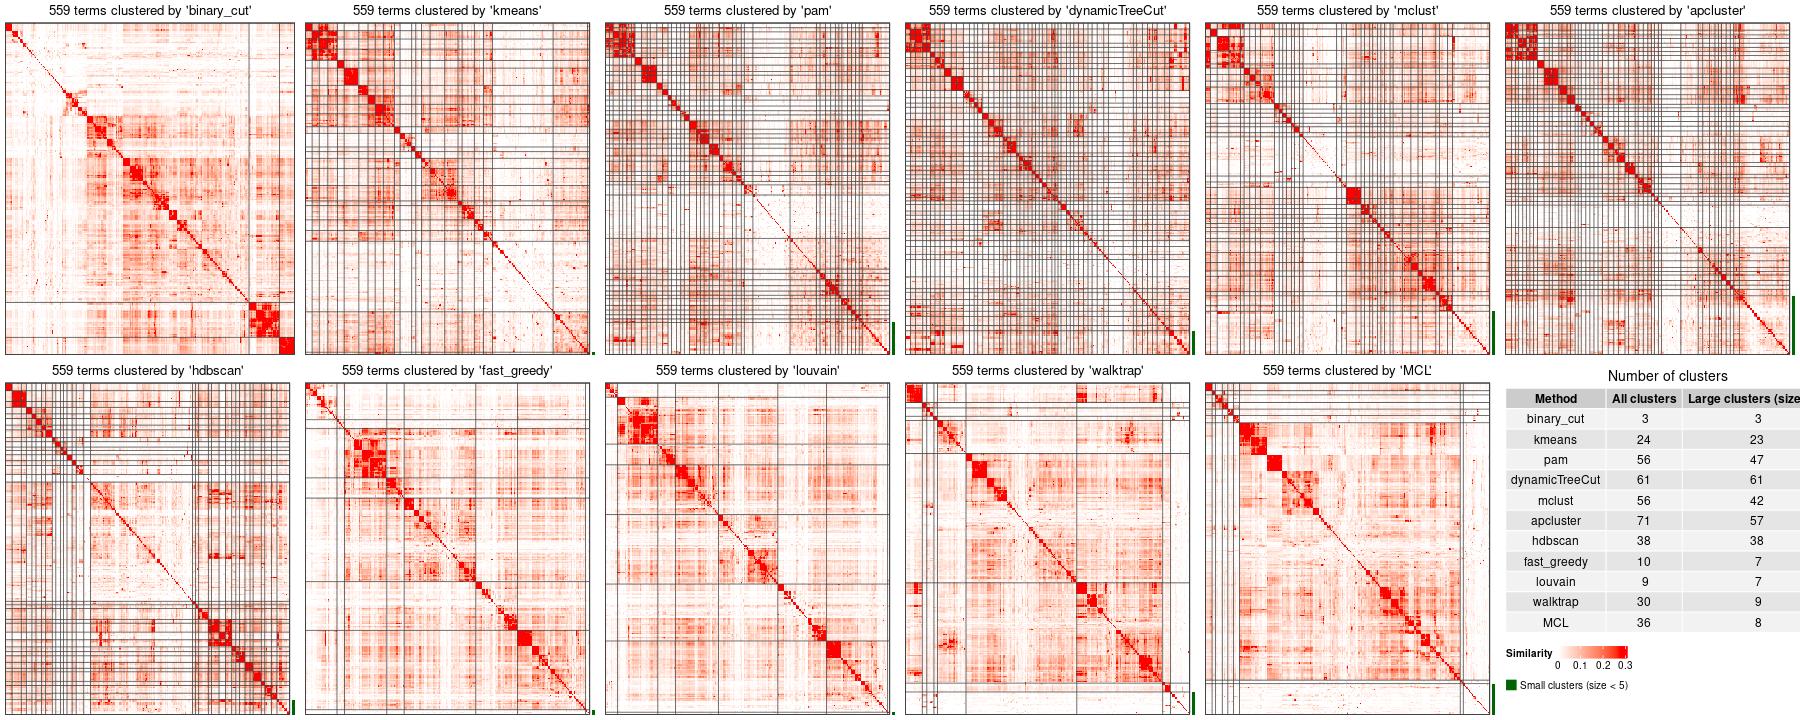 559 terms clustered by 'binary_cut'
559 terms clustered by 'kmeans'
559 terms clustered by 'pam'
559 terms clustered by 'dynamicTreeCut'
559 terms clustered by 'mclust'
559 terms clustered by 'apcluster'
559 terms clustered by 'hdbscan'
559 terms clustered by 'fast_greedy'
559 terms clustered by 'louvain'
559 terms clustered by 'walktrap'
559 terms clustered by 'MCL'
Number of clusters
Method All clusters Large clusters (size
binary_cut 3 3
kmeans 24 23
pam 56 47
dynamicTreeCut 61 61
mclust 56 42
apcluster 71 57
hdbscan 38 38
fast_greedy 10 7
louvain 9 7
walktrap 30 9
MCL 36 8
Similarity
0 0.1 0.2 0.3
Small clusters (size < 5)